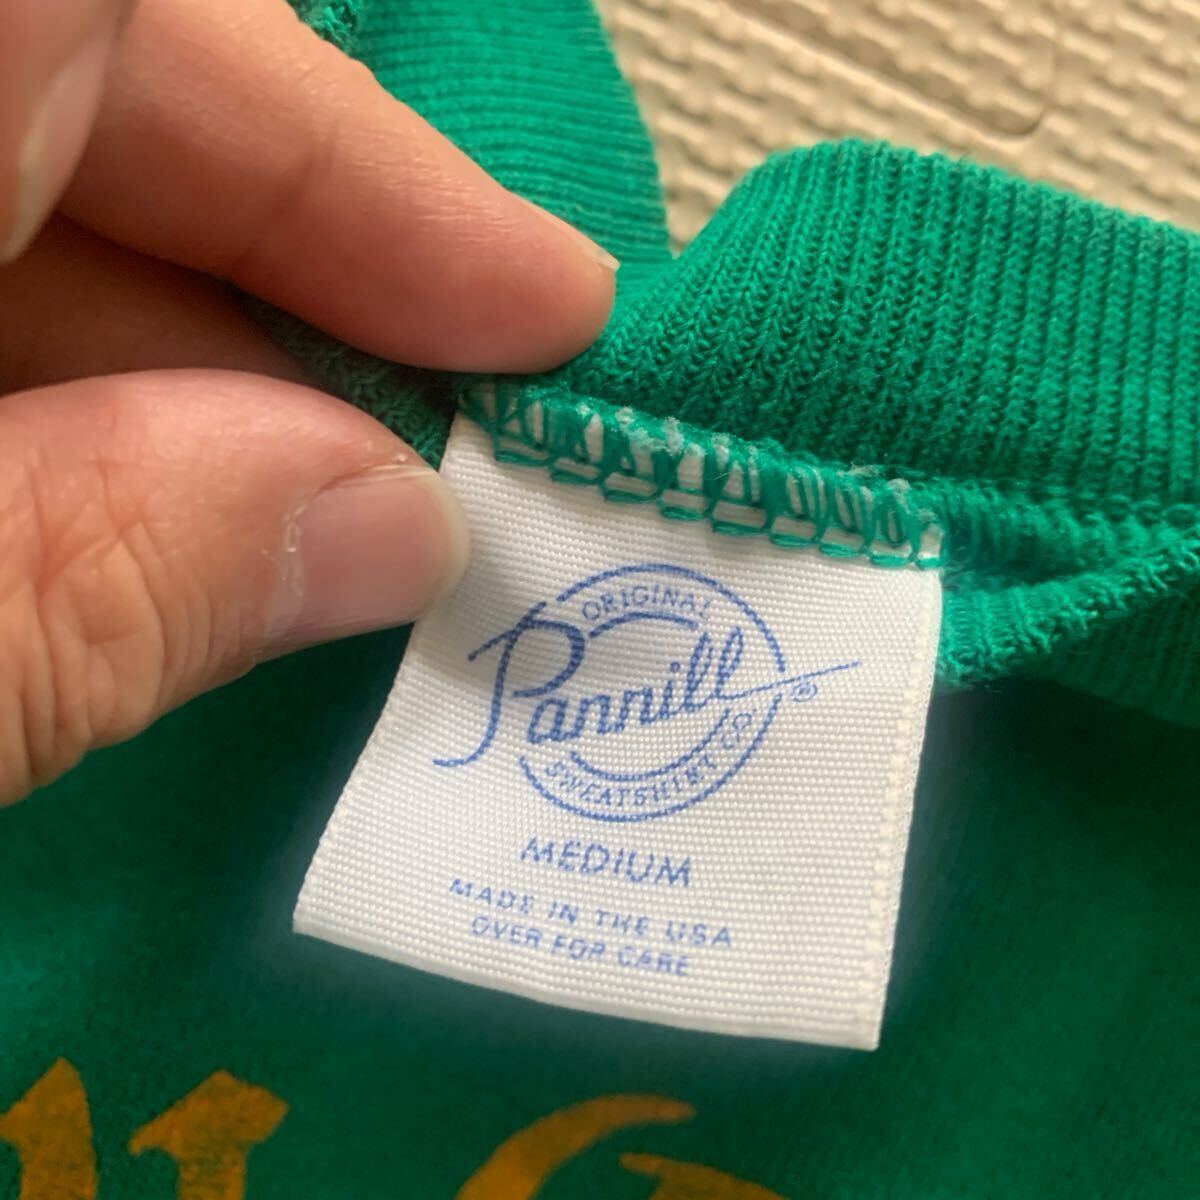 ORIGINAL
Pannill®
SWEATSHIRT CO.
MEDIUM
MADE IN THE USA
OVER FOR CARE